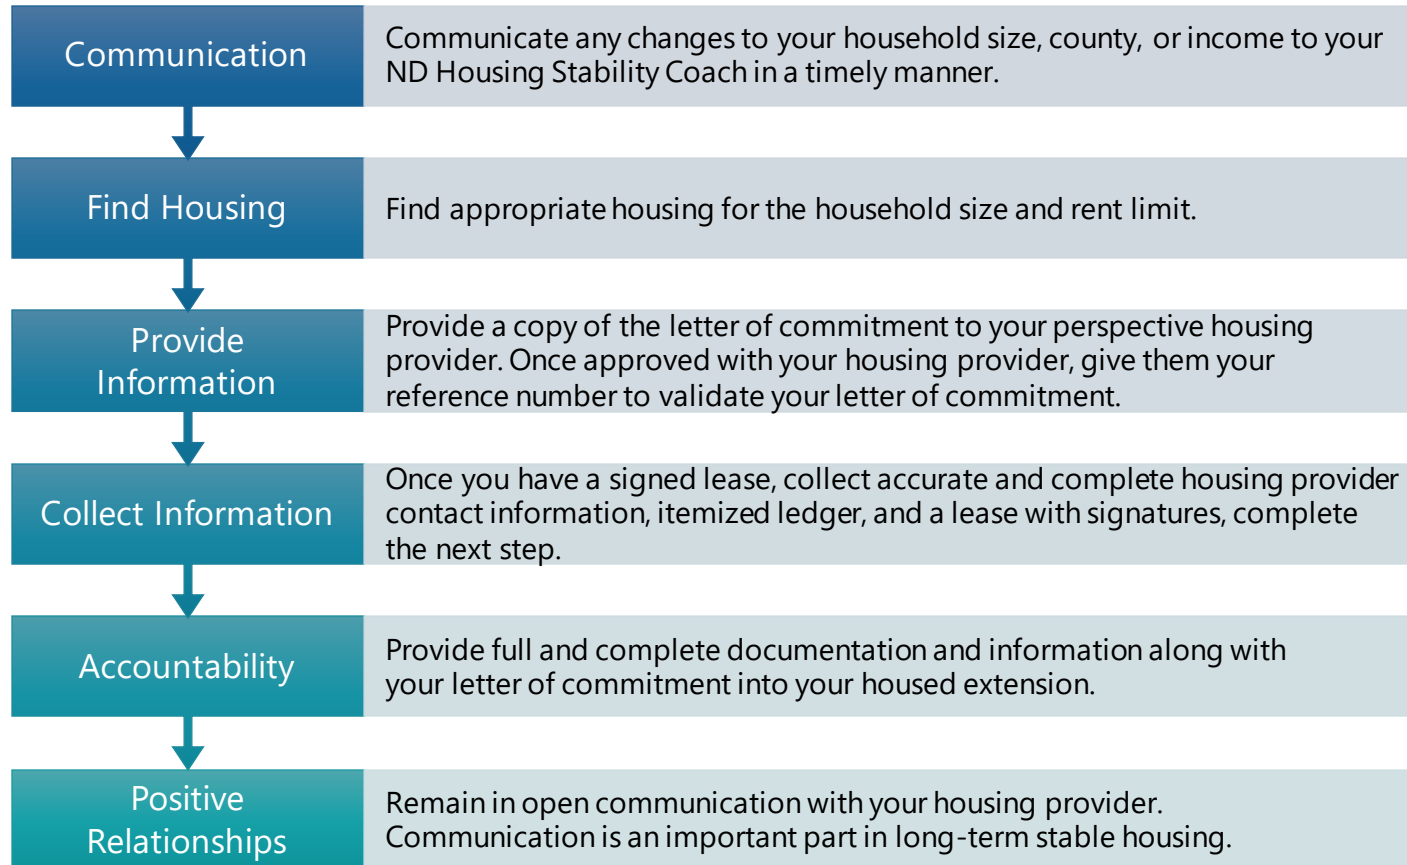 Communication
Communicate any changes to your household size, county, or income to your
ND Housing Stability Coach in a timely manner.
Find Housing
Find appropriate housing for the household size and rent limit.
Provide
Information
Provide a copy of the letter of commitment to your perspective housing
provider. Once approved with your housing provider, give them your
reference number to validate your letter of commitment.
Collect Information
Once you have a signed lease, collect accurate and complete housing provider
contact information, itemized ledger, and a lease with signatures, complete
the next step.
Accountability
Provide full and complete documentation and information along with
your letter of commitment into your housed extension.
Positive
Relationships
Remain in open communication with your housing provider.
Communication is an important part in long-term stable housing.